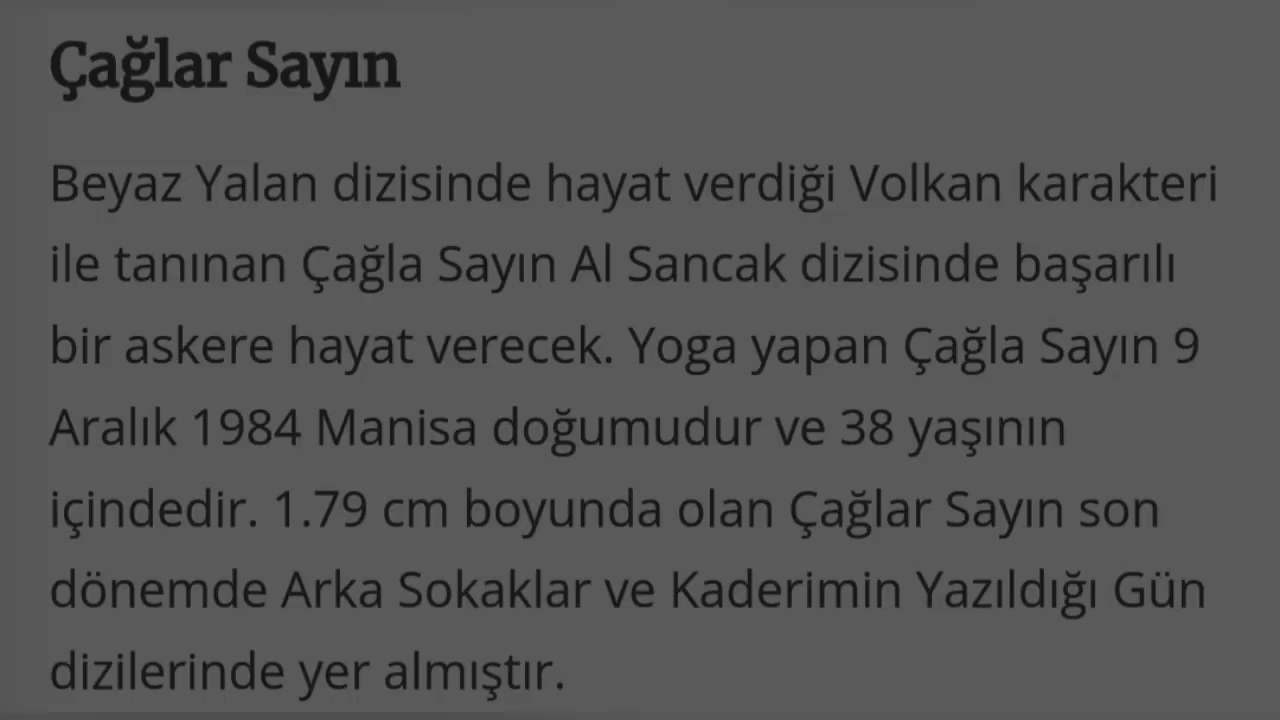 Çağlar Sayın
Beyaz Yalan dizisinde hayat verdiği Volkan karakteri
ile tanınan Çağla Sayın Al Sancak dizisinde başarılı
bir askere hayat verecek. Yoga yapan Çağla Sayın 9
Aralık 1984 Manisa doğumudur ve 38 yaşının
içindedir. 1.79 cm boyunda olan Çağlar Sayın son
dönemde Arka Sokaklar ve Kaderimin Yazıldığı Gün
dizilerinde yer almıştır.